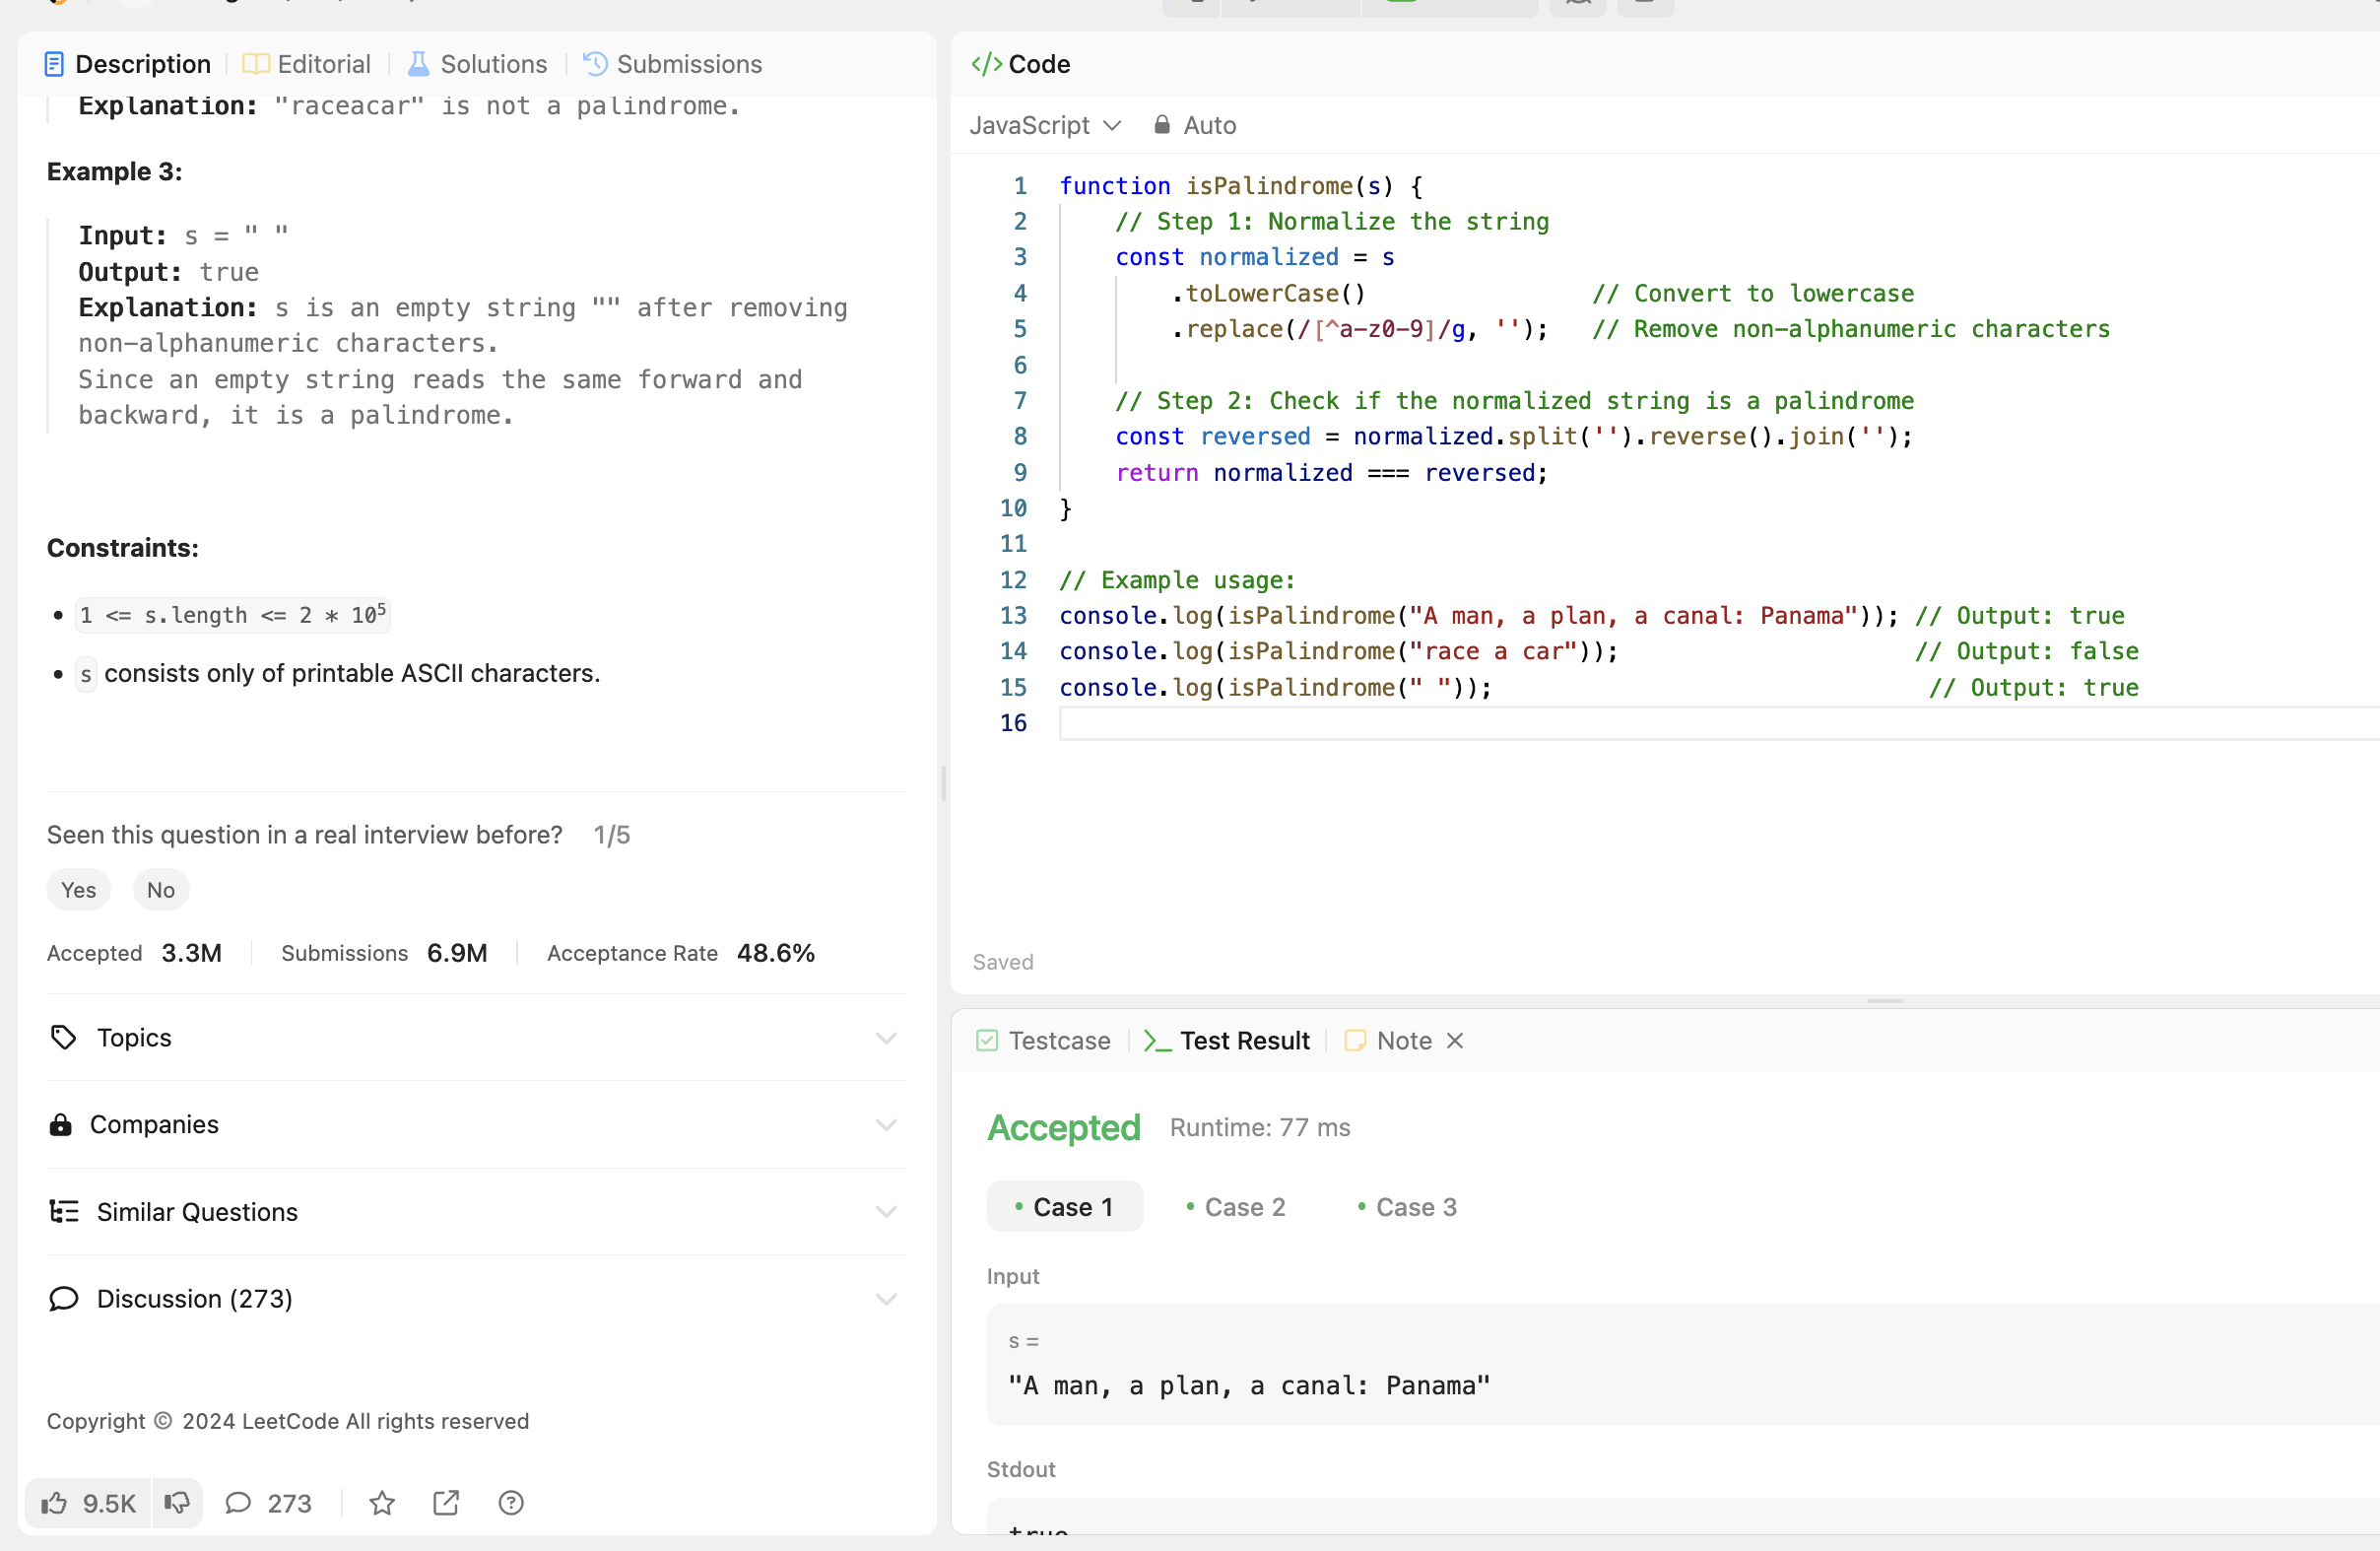 Description
Editorial
Solutions
Submissions
Explanation: "raceacar" is not a palindrome.
Example 3:
Input: s = " "
Output: true
Explanation: s is an empty string "" after removing
non-alphanumeric characters.
Since an empty string reads the same forward and
backward, it is a palindrome.
Constraints:
1 <= s.length <= 2 * 10⁵
s consists only of printable ASCII characters.
Seen this question in a real interview before? 1/5
Yes No
Accepted 3.3M Submissions 6.9M Acceptance Rate 48.6%
Topics
Companies
Similar Questions
Discussion (273)
Copyright © 2024 LeetCode All rights reserved
9.5K 273
</> Code
JavaScript Auto
1 function isPalindrome(s) {
2 // Step 1: Normalize the string
3 const normalized = s
4 .toLowerCase() // Convert to lowercase
5 .replace(/[^a-z0-9]/g, ''); // Remove non-alphanumeric characters
6
7 // Step 2: Check if the normalized string is a palindrome
8 const reversed = normalized.split('').reverse().join('');
9 return normalized === reversed;
10 }
11
12 // Example usage:
13 console.log(isPalindrome("A man, a plan, a canal: Panama")); // Output: true
14 console.log(isPalindrome("race a car")); // Output: false
15 console.log(isPalindrome(" ")); // Output: true
16
Saved
Testcase
Test Result
Note
Accepted Runtime: 77 ms
• Case 1 • Case 2 • Case 3
Input
s =
"A man, a plan, a canal: Panama"
Stdout
true